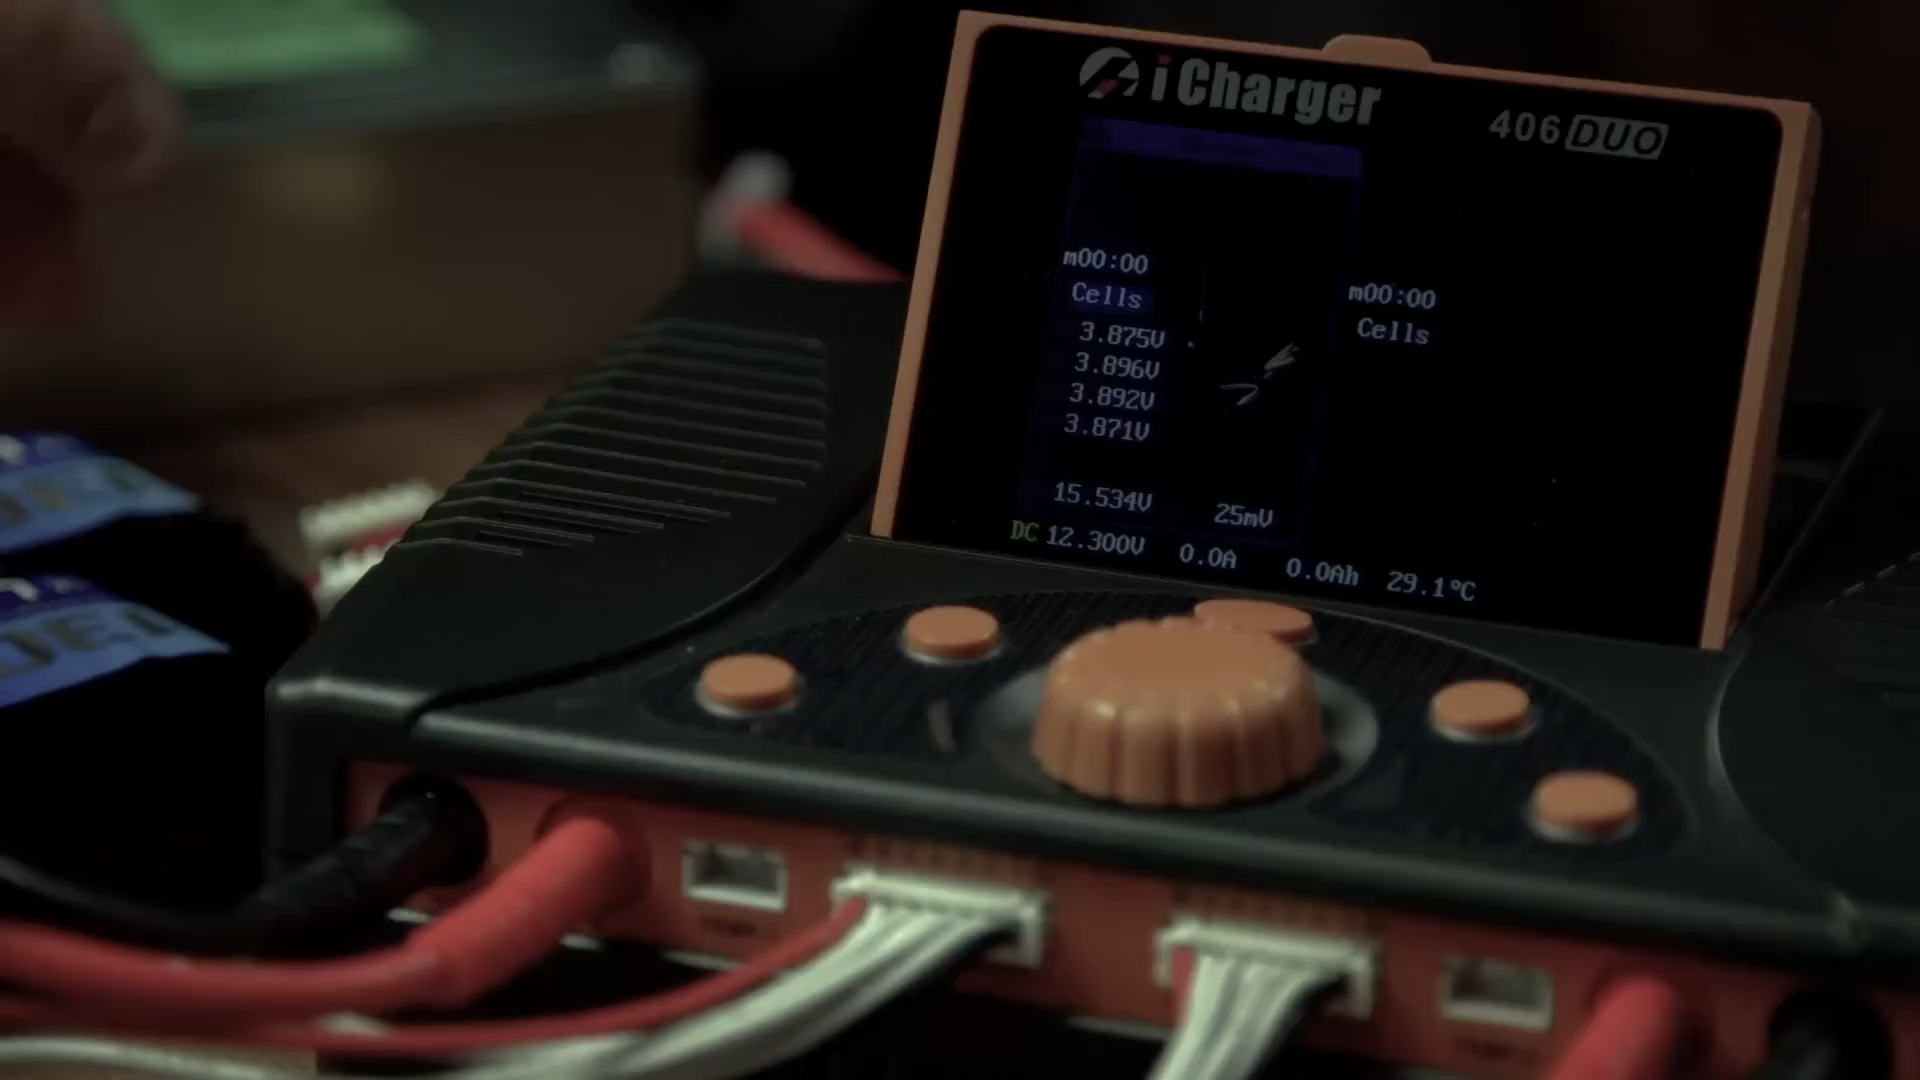 iCharger
406 DUO
m00:00
Cells
3.875V
3.896V
3.892V
3.871V
15.534V 25mV
m00:00
Cells
DC 12.300V 0.0A 0.0Ah 29.1°C